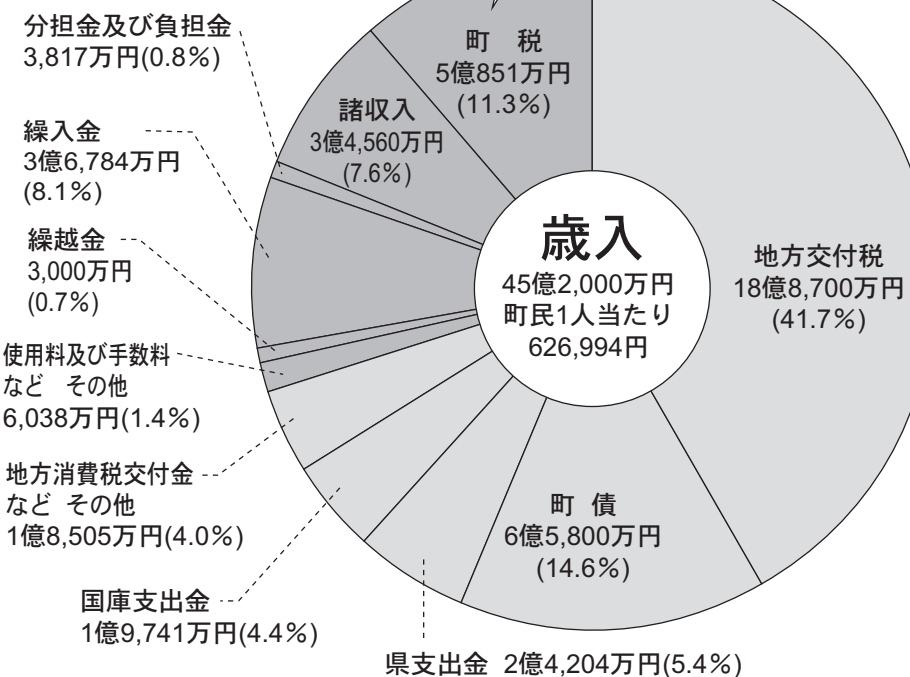 分担金及び負担金
3,817万円(0.8%)
町　税
5億851万円
(11.3%)
諸収入
3億4,560万円
(7.6%)
繰入金
3億6,784万円
(8.1%)
繰越金
3,000万円
(0.7%)
使用料及び手数料
など　その他
6,038万円(1.4%)
地方消費税交付金
など その他
1億8,505万円(4.0%)
国庫支出金
1億9,741万円(4.4%)
県支出金 2億4,204万円(5.4%)
町 債
6億5,800万円
(14.6%)
地方交付税
18億8,700万円
(41.7%)
歳入
45億2,000万円
町民1人当たり
626,994円